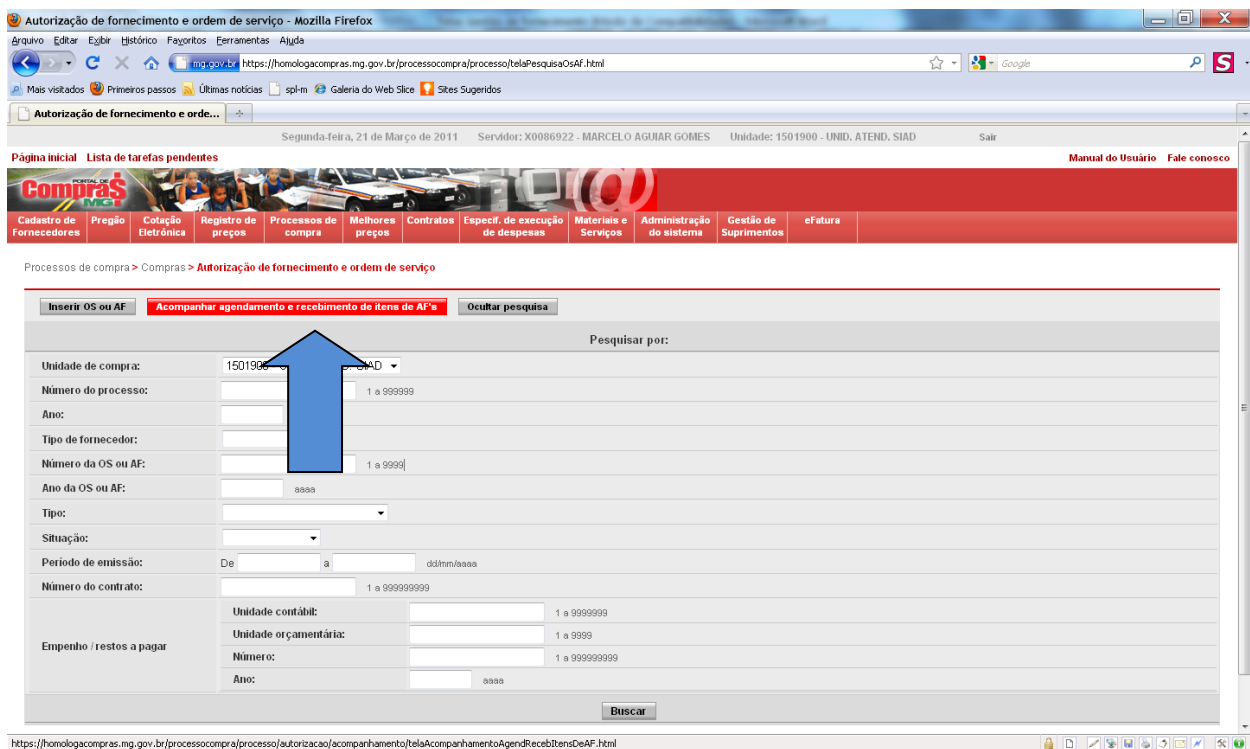 Autorização de fornecimento e ordem de serviço - Mozilla Firefox
Arquivo Editar Exibir Histórico Favoritos Ferramentas Ajuda
mg.gov.br https://homologacompras.mg.gov.br/processocompra/processo/telaPesquisaOsAf.html Google
Mais visitados Primeiros passos Últimas notícias spl-m Galeria do Web Slice Sites Sugeridos
Autorização de fornecimento e orde...
Segunda-feira, 21 de Março de 2011 Servidor: X0086922 - MARCELO AGUIAR GOMES Unidade: 1501900 - UNID. ATEND. SIAD Sair
Página inicial Lista de tarefas pendentes Manual do Usuário Fale conosco
PORTAL DE
Compras
MG
Cadastro de Fornecedores Pregão Cotação Eletrônica Registro de preços Processos de compra Melhores preços Contratos Especif. de execução de despesas Materiais e Serviços Administração do sistema Gestão de Suprimentos eFatura
Processos de compra > Compras > Autorização de fornecimento e ordem de serviço
Inserir OS ou AF Acompanhar agendamento e recebimento de itens de AF's Ocultar pesquisa
Pesquisar por:
Unidade de compra: SIAD
Número do processo: 1 a 999999
Ano:
Tipo de fornecedor:
Número da OS ou AF: 1 a 9999
Ano da OS ou AF: aaaa
Tipo:
Situação:
Período de emissão: De a dd/mm/aaaa
Número do contrato: 1 a 999999999
Empenho / restos a pagar
Unidade contábil: 1 a 9999999
Unidade orçamentária: 1 a 9999
Número: 1 a 999999999
Ano: aaaa
Buscar
https://homologacompras.mg.gov.br/processocompra/processo/autorizacao/acompanhamento/telaAcompanhamentoAgendRecebItensDeAF.html